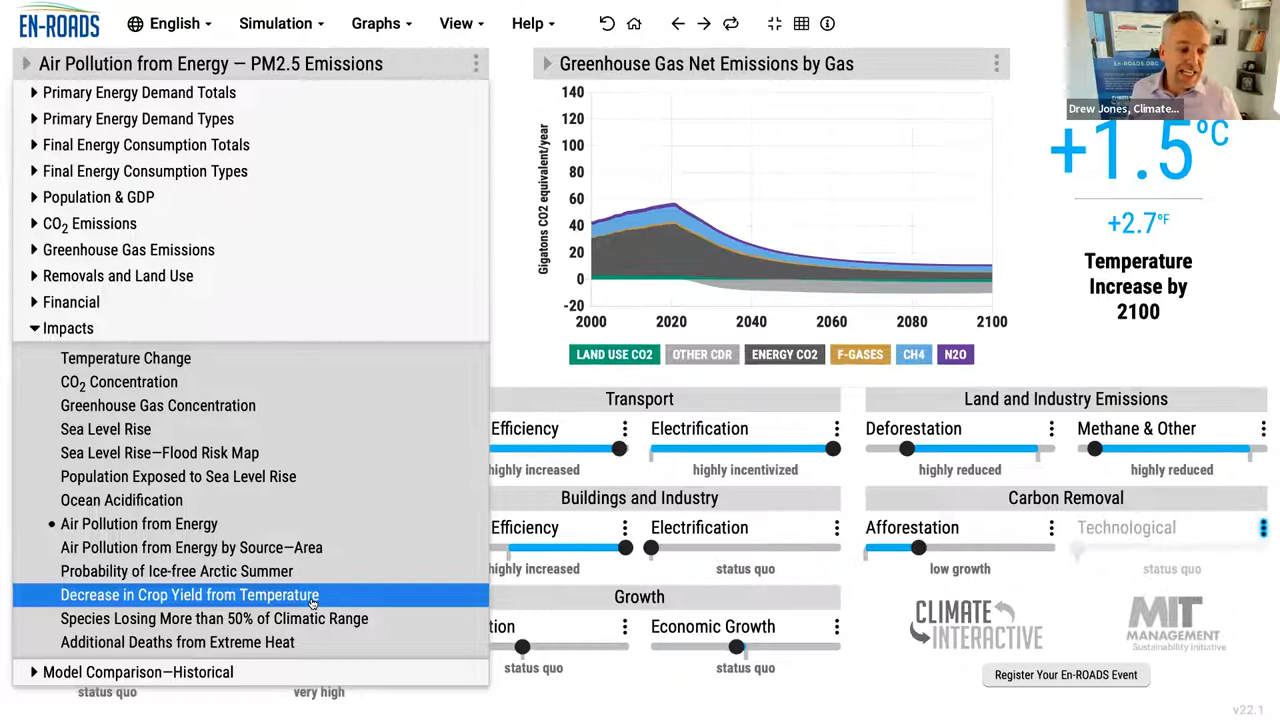 EN-ROADS
English
Simulation
Graphs
View
Help
Air Pollution from Energy — PM2.5 Emissions
Primary Energy Demand Totals
Primary Energy Demand Types
Final Energy Consumption Totals
Final Energy Consumption Types
Population & GDP
CO2 Emissions
Greenhouse Gas Emissions
Removals and Land Use
Financial
Impacts
Temperature Change
CO2 Concentration
Greenhouse Gas Concentration
Sea Level Rise
Sea Level Rise—Flood Risk Map
Population Exposed to Sea Level Rise
Ocean Acidification
Air Pollution from Energy
Air Pollution from Energy by Source—Area
Probability of Ice-free Arctic Summer
Decrease in Crop Yield from Temperature
Species Losing More than 50% of Climatic Range
Additional Deaths from Extreme Heat
Model Comparison—Historical
status quo
very high
Greenhouse Gas Net Emissions by Gas
Gigatons CO2 equivalent/year
140
120
100
80
60
40
20
0
-20
2000
2020
2040
2060
2080
2100
LAND USE CO2
OTHER CDR
ENERGY CO2
F-GASES
CH4
N2O
EN-ROADS.ORG
Drew Jones, Climate...
+1.5°C
+2.7°F
Temperature
Increase by
2100
Transport
Efficiency
highly increased
Electrification
highly incentivized
Buildings and Industry
Efficiency
highly increased
Electrification
status quo
Growth
tion
status quo
Economic Growth
status quo
Land and Industry Emissions
Deforestation
highly reduced
Methane & Other
highly reduced
Carbon Removal
Afforestation
low growth
Technological
status quo
CLIMATE
INTERACTIVE
MIT
MANAGEMENT
Sustainability Initiative
Register Your En-ROADS Event
v22.1